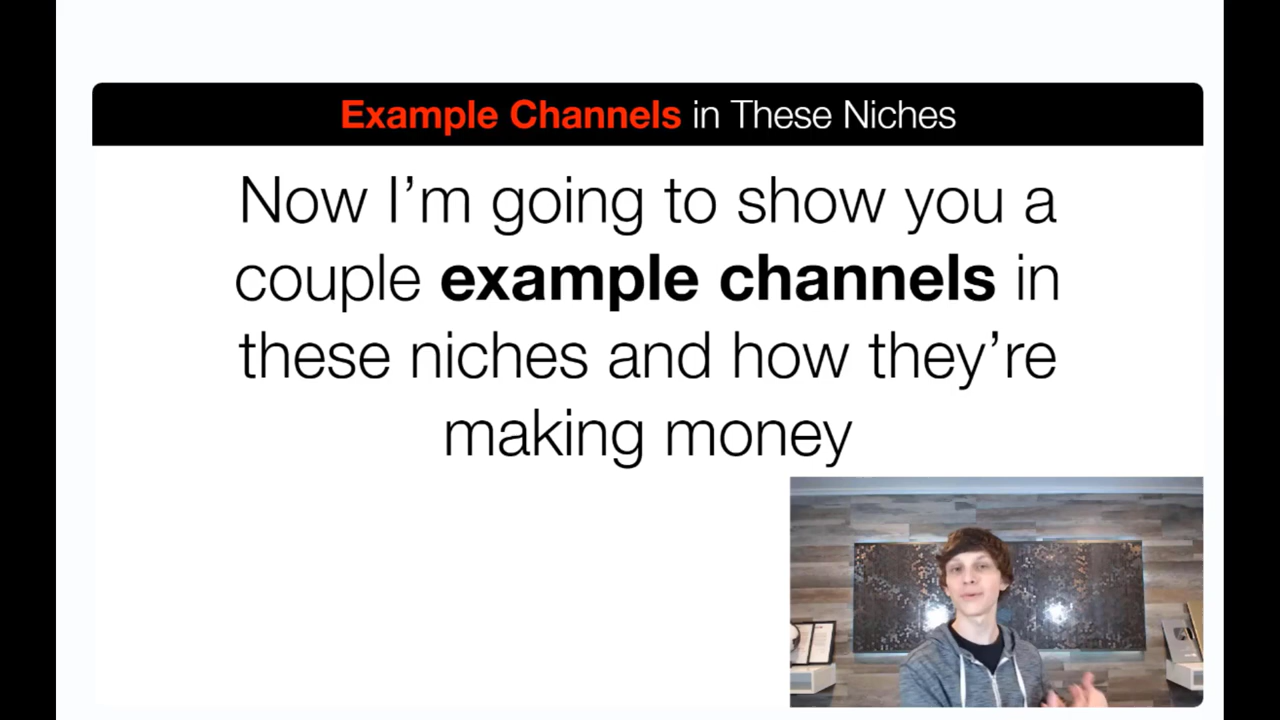 Example Channels in These Niches
Now I'm going to show you a
couple example channels in
these niches and how they're
making money